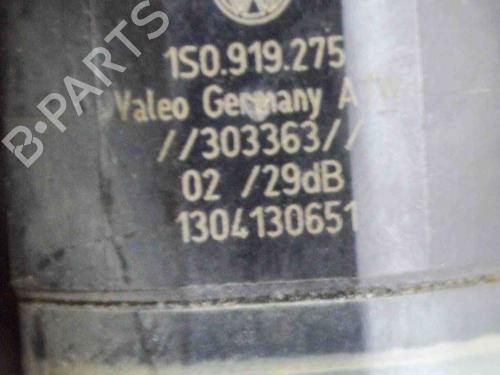 B-PARTS
1S0.919.275
Valeo Germany
//303363//
02 /29dB
1304130651